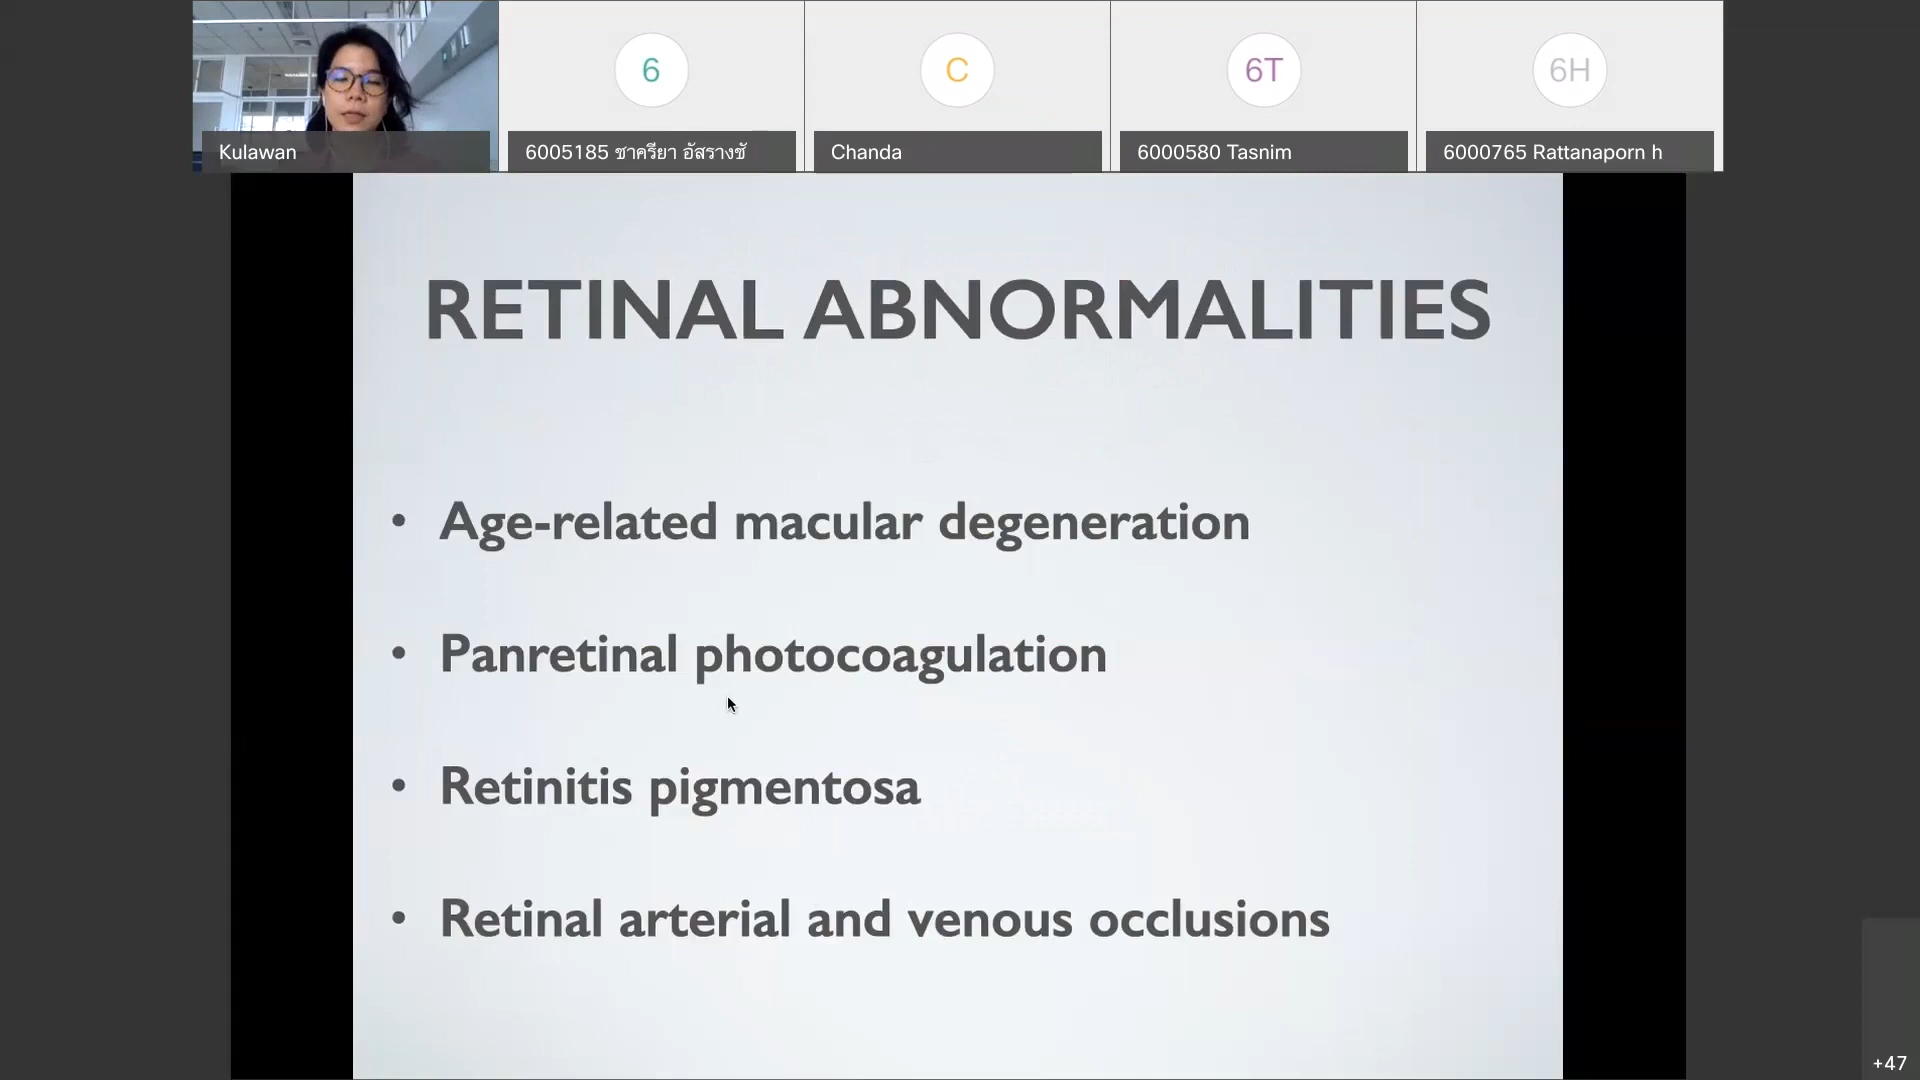 6
C
6T
6H
Kulawan
6005185 ซาครียา อัสรางชั
Chanda
6000580 Tasnim
6000765 Rattanaporn h
RETINAL ABNORMALITIES
• Age-related macular degeneration
• Panretinal photocoagulation
• Retinitis pigmentosa
• Retinal arterial and venous occlusions
+47